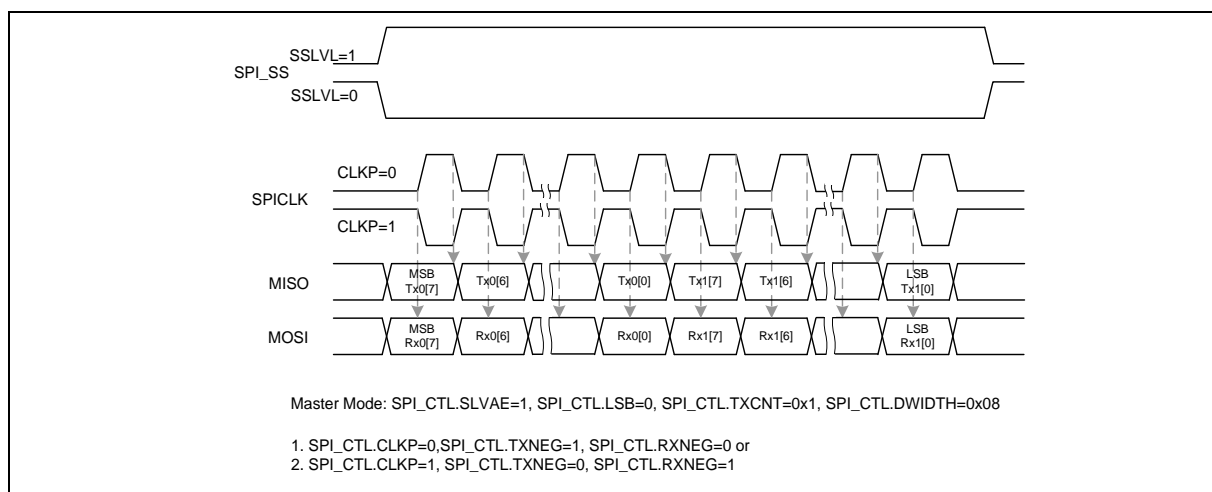 SSLVL=1
SPI_SS
SSLVL=0
CLKP=0
SPICLK
CLKP=1
MISO
MSB
Tx0[7]
Tx0[6]
Tx0[0]
Tx1[7]
Tx1[6]
LSB
Tx1[0]
MOSI
MSB
Rx0[7]
Rx0[6]
Rx0[0]
Rx1[7]
Rx1[6]
LSB
Rx1[0]
Master Mode: SPI_CTL.SLVAE=1, SPI_CTL.LSB=0, SPI_CTL.TXCNT=0x1, SPI_CTL.DWIDTH=0x08
1. SPI_CTL.CLKP=0,SPI_CTL.TXNEG=1, SPI_CTL.RXNEG=0 or
2. SPI_CTL.CLKP=1, SPI_CTL.TXNEG=0, SPI_CTL.RXNEG=1